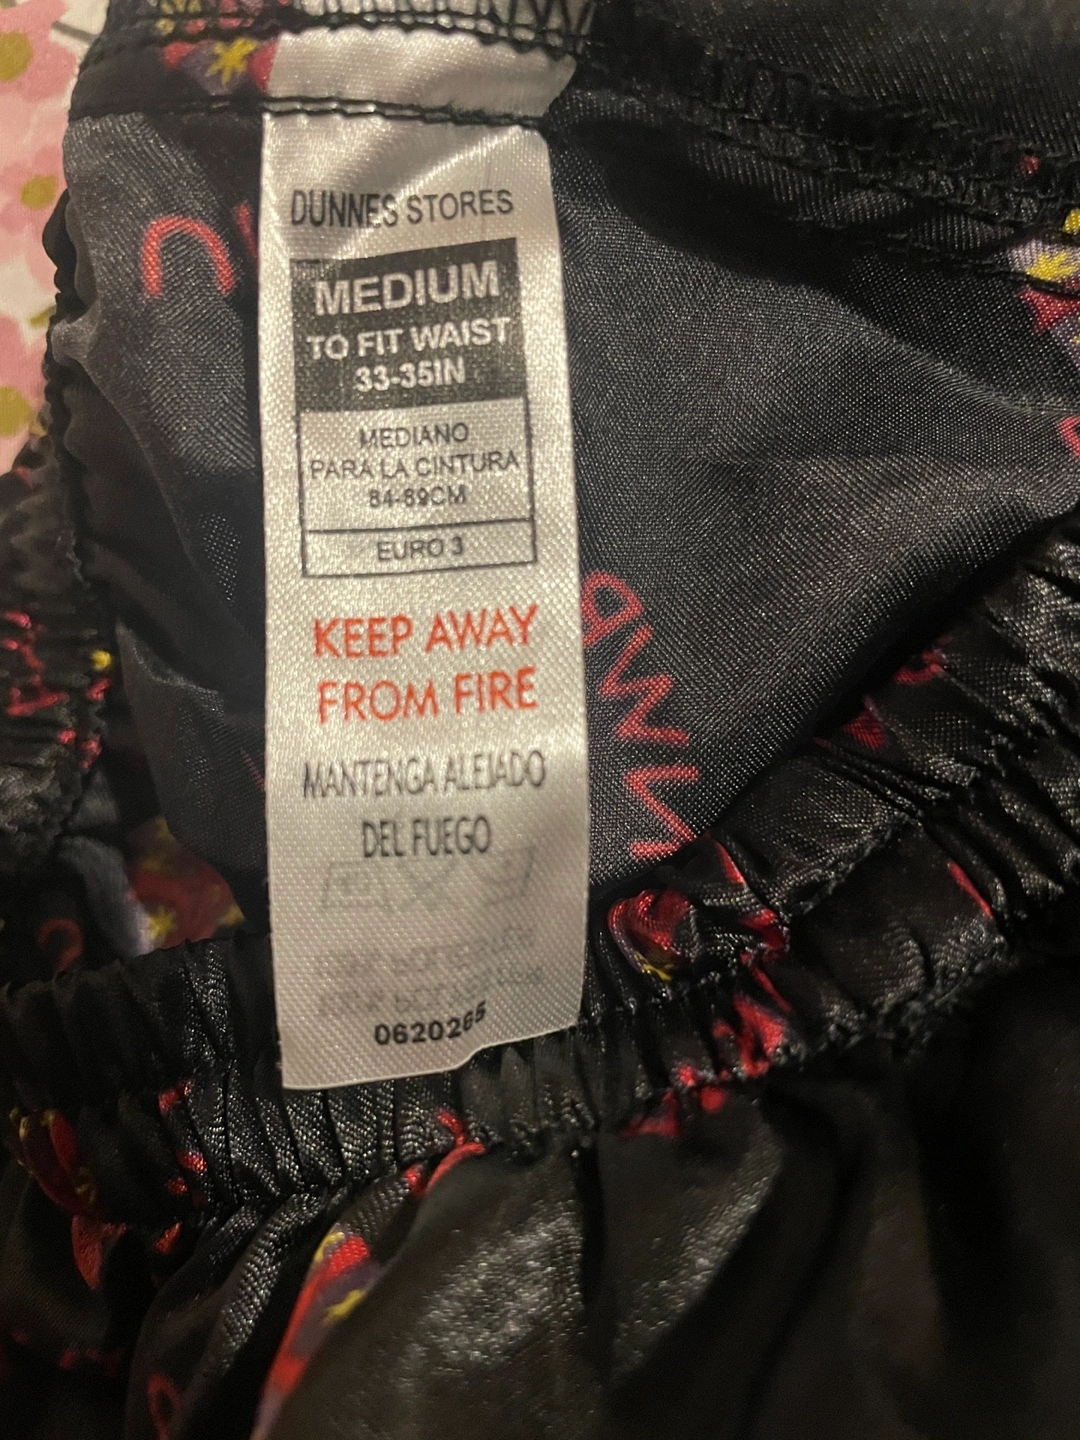 DUNNES STORES
MEDIUM
TO FIT WAIST
33-35IN
MEDIANO
PARA LA CINTURA
84-89CM
EURO 3
KEEP AWAY
FROM FIRE
MANTENGA ALEJADO
DEL FUEGO
0620265